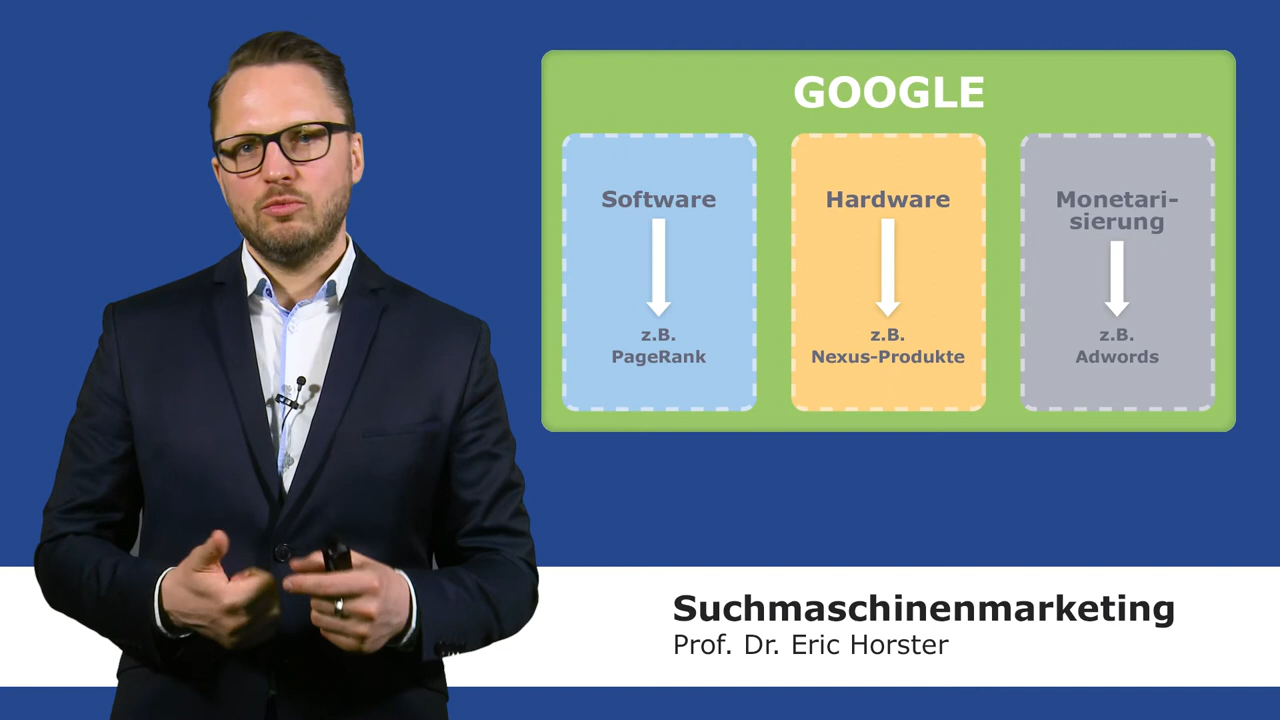 GOOGLE
Software
z.B.
PageRank
Hardware
z.B.
Nexus-Produkte
Monetari-
sierung
z.B.
Adwords
Suchmaschinenmarketing
Prof. Dr. Eric Horster